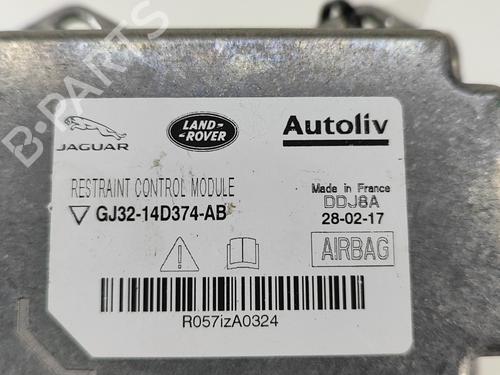 B-PARTS
JAGUAR
LAND-
ROVER
Autoliv
RESTRAINT CONTROL MODULE
GJ32-14D374-AB
Made in France
DDJ8A
28-02-17
AIRBAG
R057izA0324